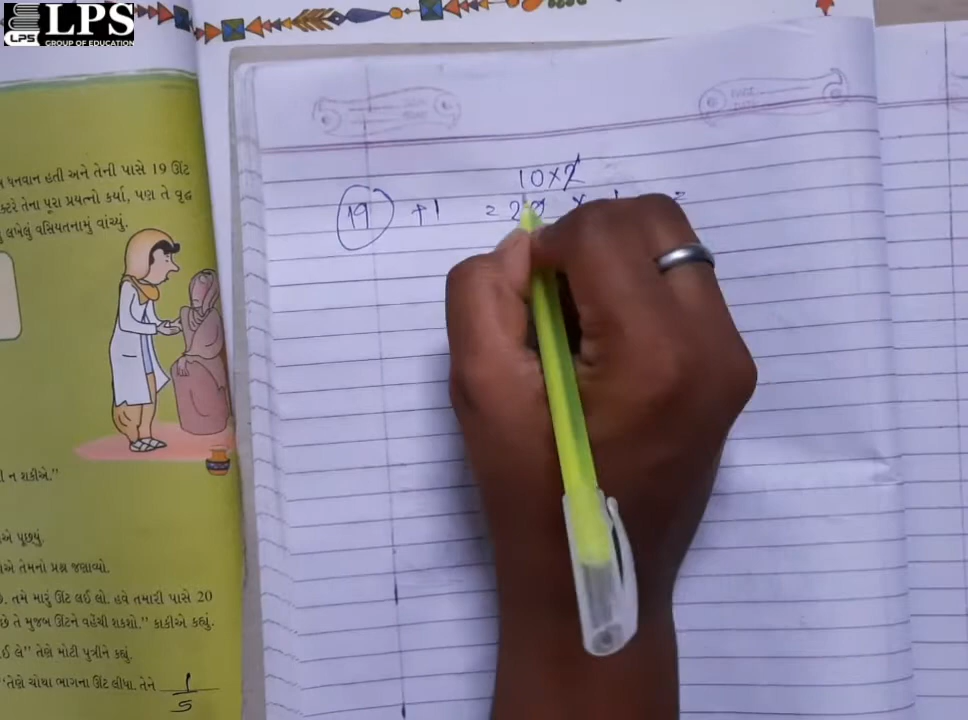 LPS
LPS
GROUP OF EDUCATION
ધનવાન હતી અને તેની પાસે 19 ઊંટ
ક્ટરે તેના પૂરા પ્રયત્નો કર્યા, પણ તે વૃદ્ધ
લખેલું વસિયતનામું વાંચ્યું.
ી ન શકીએ."
એ પૂછ્યું.
એ તેમનો પ્રશ્ન જણાવ્યો.
તમે મારું ઊંટ લઈ લો. હવે તમારી પાસે 20
છે તે મુજબ ઊંટને વહેંચી શકશો." કાકીએ કહ્યું.
ઈ લે" તેણે મોટી પુત્રીને કહ્યું.
"તેણે ચોથા ભાગના ઊંટ લીધા. તેને 1/5
10×2
19 +1 = 20 × =